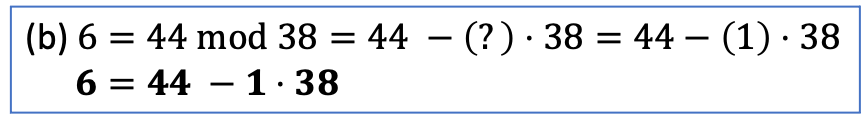 (b) 6 = 44 mod 38 = 44 − (?) · 38 = 44 − (1) · 38
6 = 44 − 1 · 38